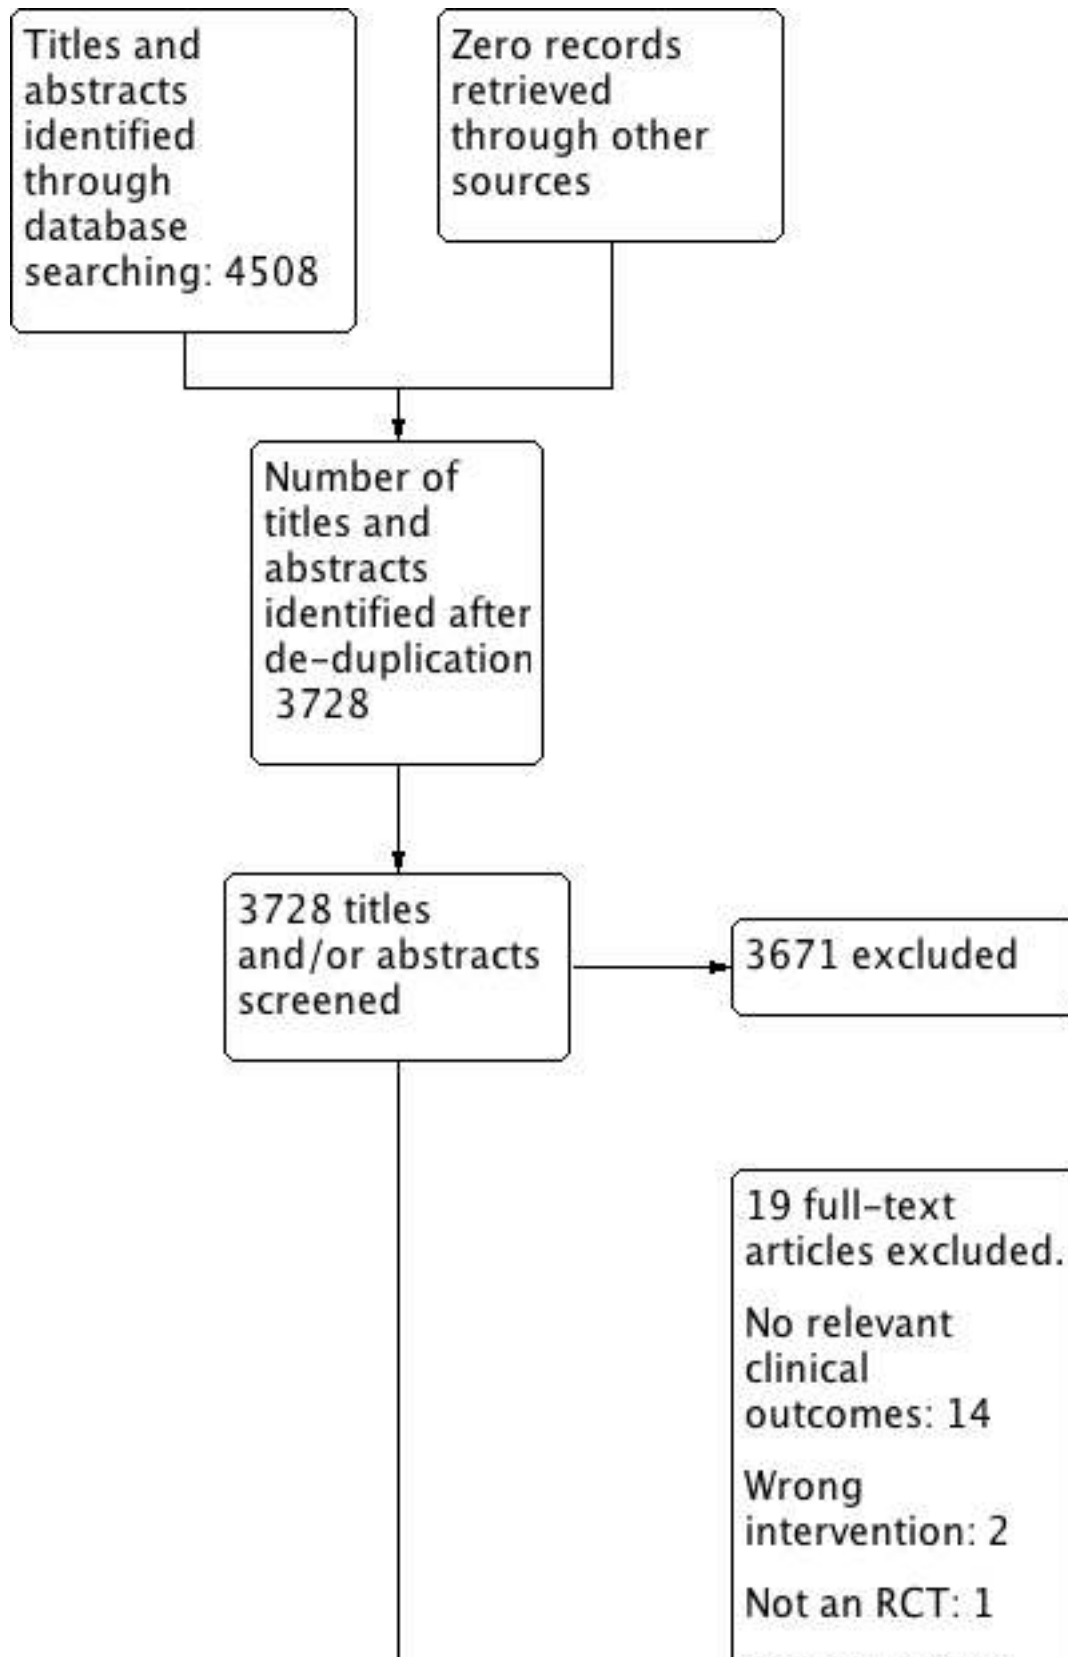 Titles and
abstracts
identified
through
database
searching: 4508
Zero records
retrieved
through other
sources
Number of
titles and
abstracts
identified after
de-duplication
3728
3728 titles
and/or abstracts
screened
3671 excluded
19 full-text
articles excluded.
No relevant
clinical
outcomes: 14
Wrong
intervention: 2
Not an RCT: 1